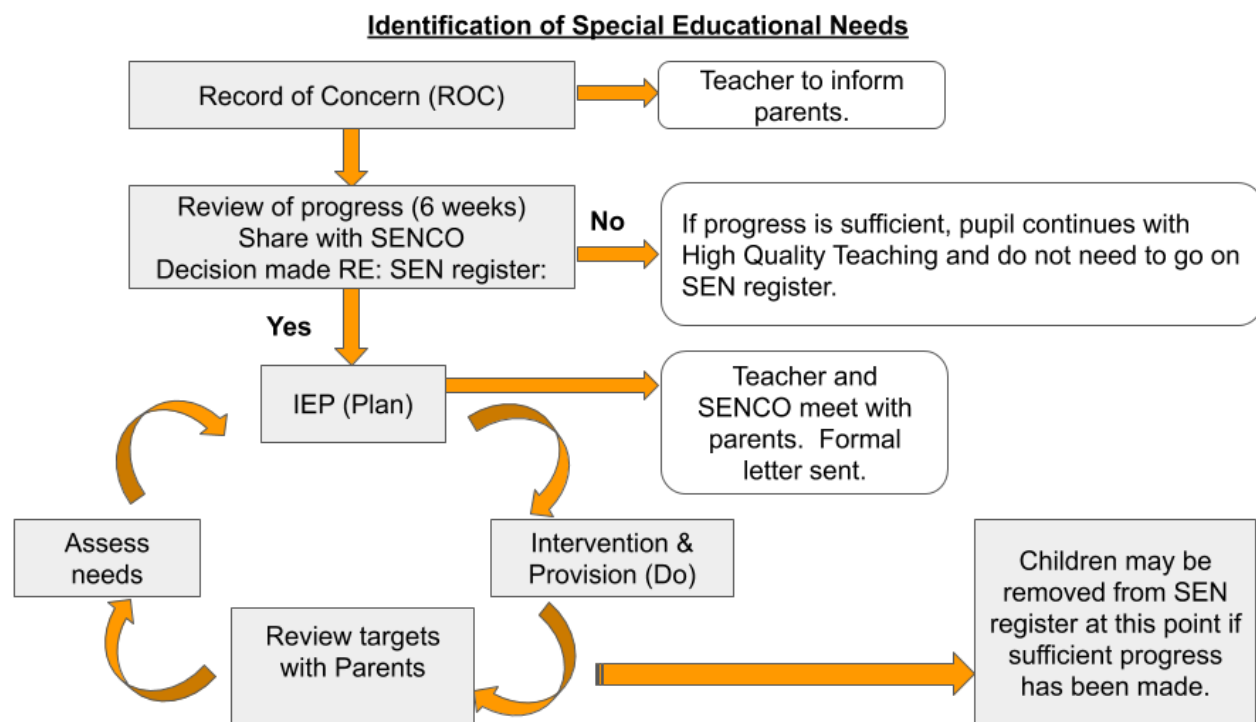 Identification of Special Educational Needs
Record of Concern (ROC)
Teacher to inform
parents.
Review of progress (6 weeks)
Share with SENCO
Decision made RE: SEN register:
No
If progress is sufficient, pupil continues with
High Quality Teaching and do not need to go on
SEN register.
Yes
IEP (Plan)
Teacher and
SENCO meet with
parents.  Formal
letter sent.
Assess
needs
Intervention &
Provision (Do)
Review targets
with Parents
Children may be
removed from SEN
register at this point if
sufficient progress
has been made.